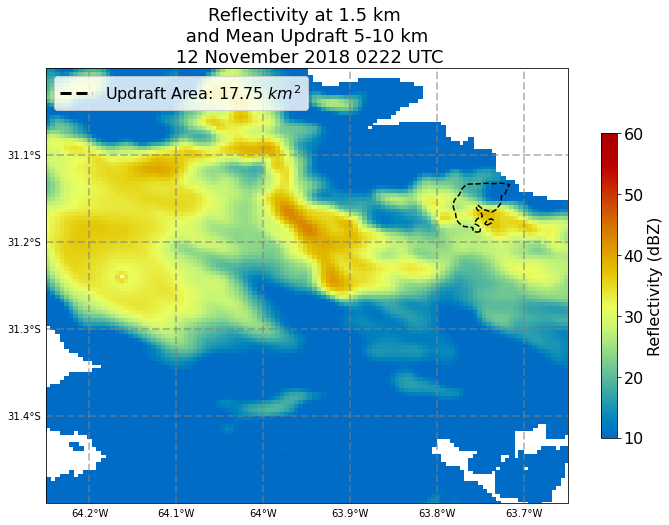 Reflectivity at 1.5 km
and Mean Updraft 5-10 km
12 November 2018 0222 UTC
Updraft Area: 17.75 km²
31.1°S
31.2°S
31.3°S
31.4°S
64.2°W
64.1°W
64°W
63.9°W
63.8°W
63.7°W
60
50
40
30
20
10
Reflectivity (dBZ)